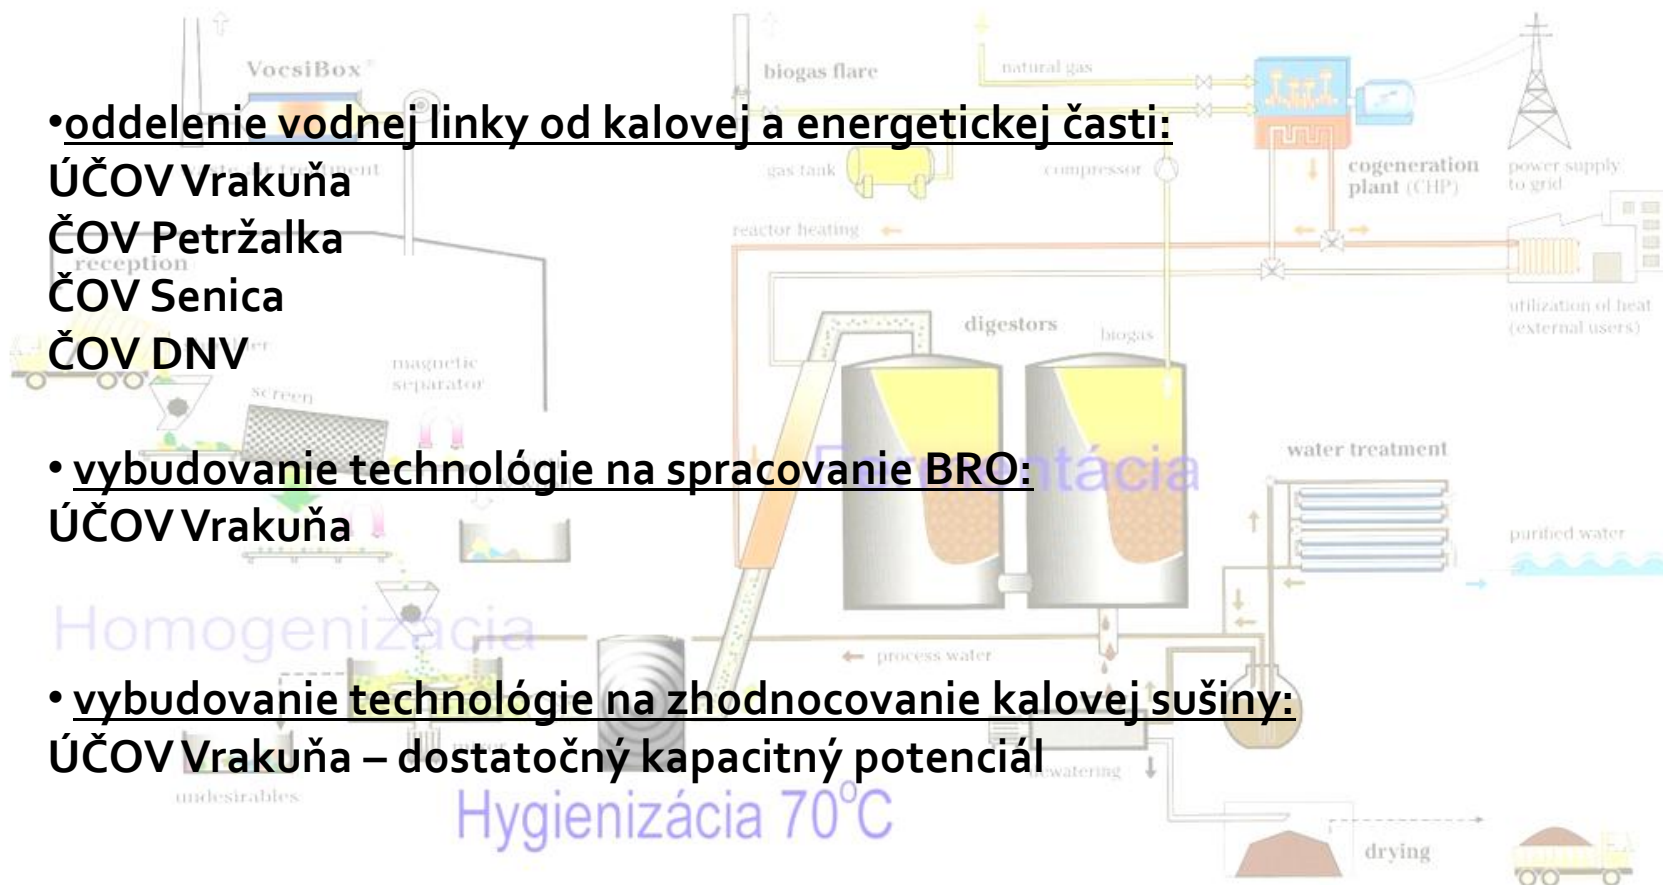 VocsiBox
biogas flare
natural gas
•oddelenie vodnej linky od kalovej a energetickej časti:
ÚČOV Vrakuňa
treatment
gas tank
compressor
cogeneration
plant (CHP)
power supply
to grid
ČOV Petržalka
reactor heating
reception
ČOV Senica
utilization of heat
(external users)
digestors
biogas
ČOV DNV
magnetic
separator
screen
• vybudovanie technológie na spracovanie BRO:
Fermentácia
water treatment
ÚČOV Vrakuňa
purified water
Homogenizácia
process water
• vybudovanie technológie na zhodnocovanie kalovej sušiny:
ÚČOV Vrakuňa – dostatočný kapacitný potenciál
dewatering
undesirables
Hygienizácia 70°C
drying